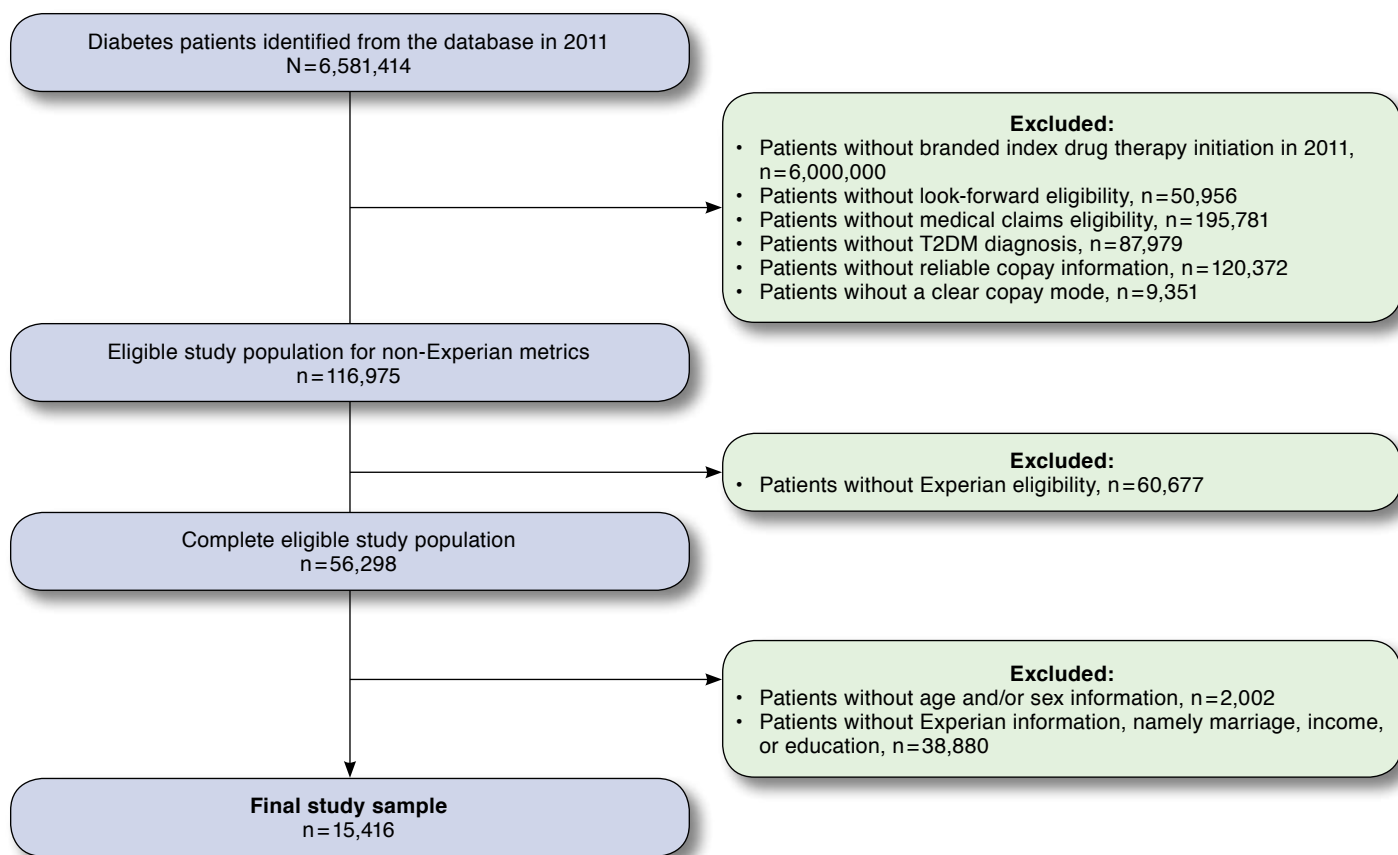 Diabetes patients identified from the database in 2011
N=6,581,414
Excluded:
• Patients without branded index drug therapy initiation in 2011,
n=6,000,000
• Patients without look-forward eligibility, n=50,956
• Patients without medical claims eligibility, n=195,781
• Patients without T2DM diagnosis, n=87,979
• Patients without reliable copay information, n=120,372
• Patients wihout a clear copay mode, n=9,351
Eligible study population for non-Experian metrics
n=116,975
Excluded:
• Patients without Experian eligibility, n=60,677
Complete eligible study population
n=56,298
Excluded:
• Patients without age and/or sex information, n=2,002
• Patients without Experian information, namely marriage, income,
or education, n=38,880
Final study sample
n=15,416